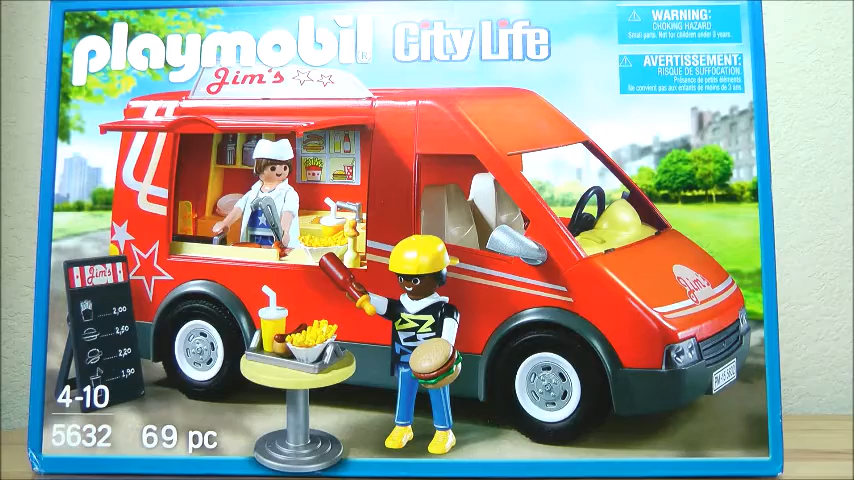 playmobil® City Life
WARNING:
CHOKING HAZARD
Small parts. Not for children under 3 years.
AVERTISSEMENT:
RISQUE DE SUFFOCATION
Présence de petits éléments
Ne convient pas aux enfants de moins de 3 ans
Jim's
Jim's
Jim's
2,00
2,50
2,20
1,90
4-10
5632 69 pc